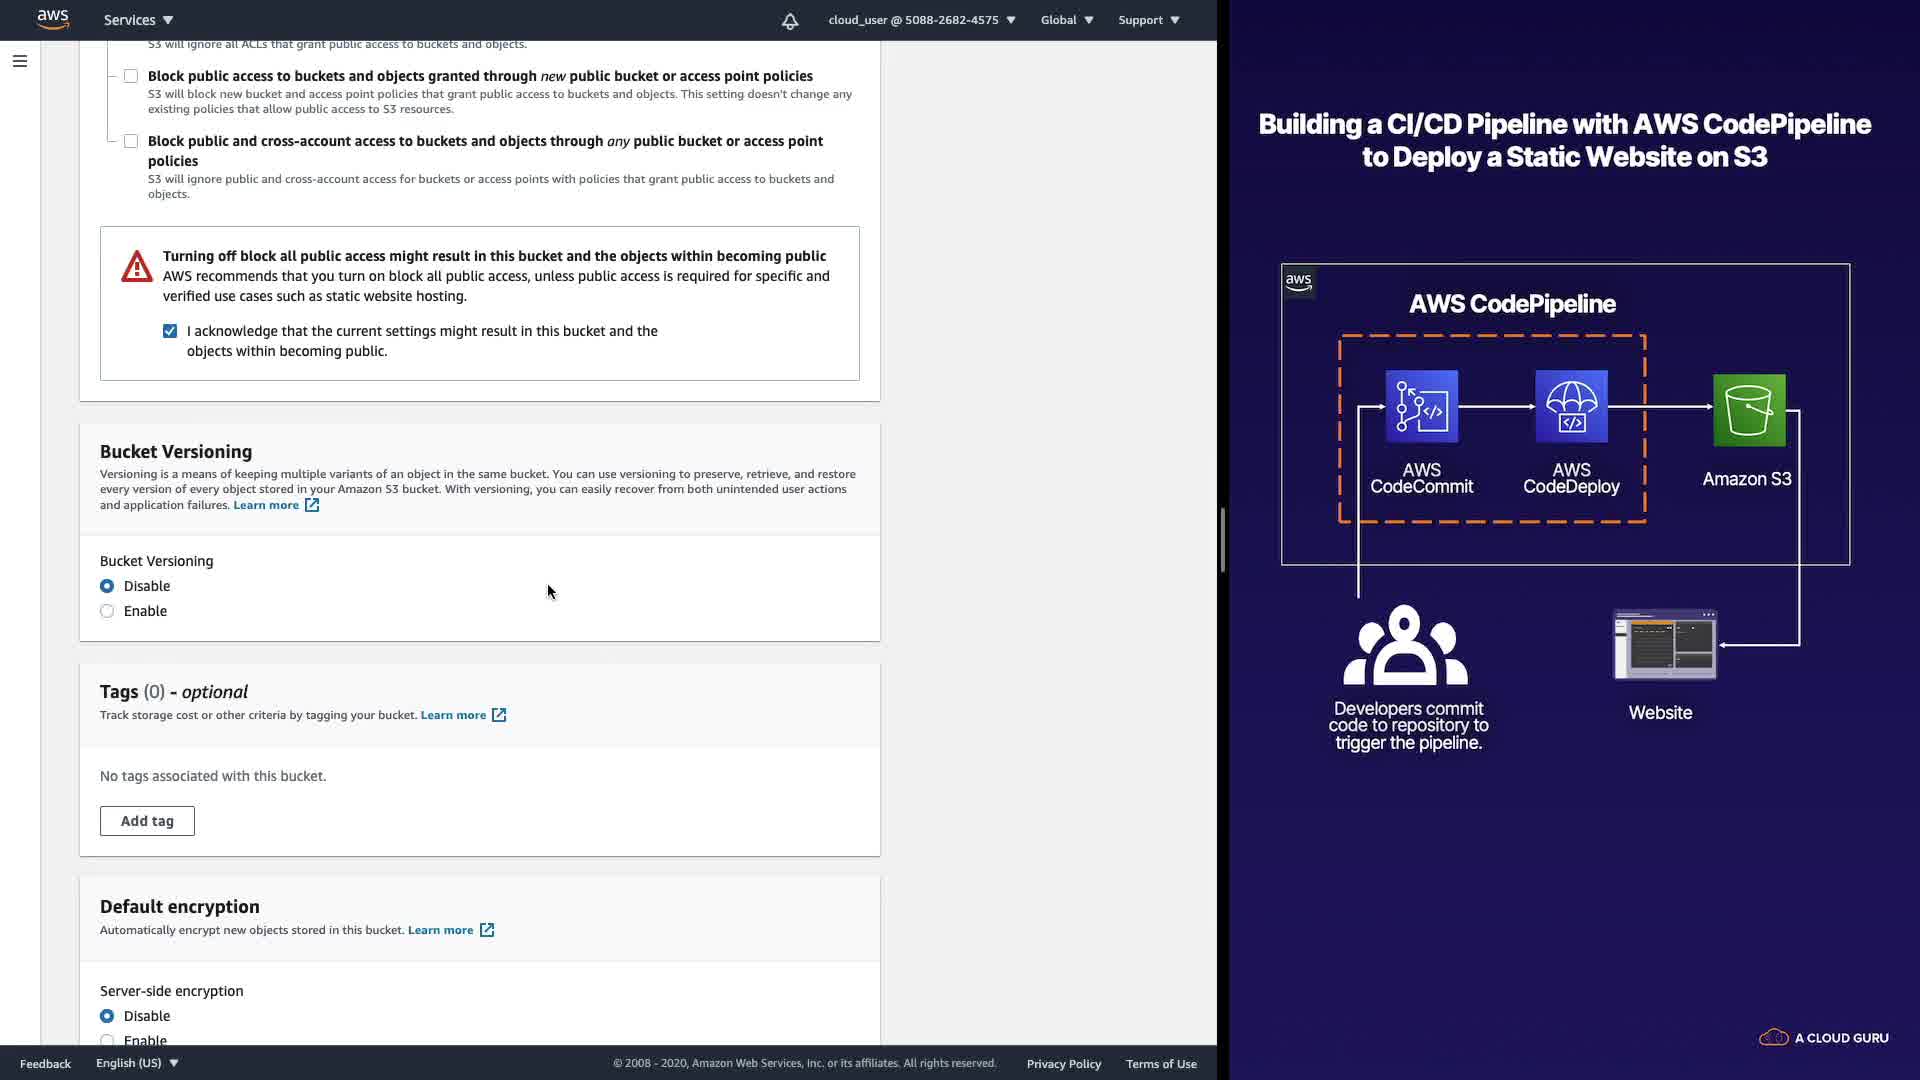 aws
Services
cloud_user @ 5088-2682-4575
Global
Support
S3 will ignore all ACLs that grant public access to buckets and objects.
Block public access to buckets and objects granted through new public bucket or access point policies
S3 will block new bucket and access point policies that grant public access to buckets and objects. This setting doesn't change any
existing policies that allow public access to S3 resources.
Block public and cross-account access to buckets and objects through any public bucket or access point
policies
S3 will ignore public and cross-account access for buckets or access points with policies that grant public access to buckets and
objects.
Turning off block all public access might result in this bucket and the objects within becoming public
AWS recommends that you turn on block all public access, unless public access is required for specific and
verified use cases such as static website hosting.
I acknowledge that the current settings might result in this bucket and the
objects within becoming public.
Bucket Versioning
Versioning is a means of keeping multiple variants of an object in the same bucket. You can use versioning to preserve, retrieve, and restore
every version of every object stored in your Amazon S3 bucket. With versioning, you can easily recover from both unintended user actions
and application failures. Learn more
Bucket Versioning
Disable
Enable
Tags (0) - optional
Track storage cost or other criteria by tagging your bucket. Learn more
No tags associated with this bucket.
Add tag
Default encryption
Automatically encrypt new objects stored in this bucket. Learn more
Server-side encryption
Disable
Enable
Feedback
English (US)
© 2008 - 2020, Amazon Web Services, Inc. or its affiliates. All rights reserved.
Privacy Policy
Terms of Use
Building a CI/CD Pipeline with AWS CodePipeline
to Deploy a Static Website on S3
aws
AWS CodePipeline
AWS
CodeCommit
AWS
CodeDeploy
Amazon S3
Developers commit
code to repository to
trigger the pipeline.
Website
A CLOUD GURU